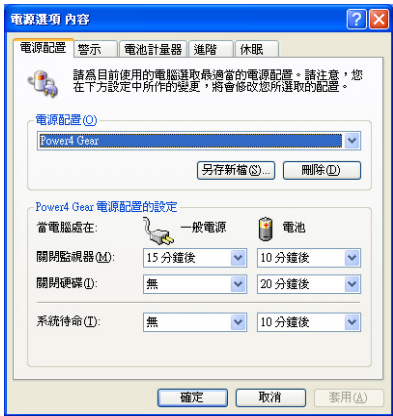 電源選項 內容
電源配置 警示 電池計量器 進階 休眠
請為目前使用的電腦選取最適當的電源配置。請注意，您
在下方設定中所作的變更，將會修改您所選取的配置。
電源配置(O)
Power4 Gear
另存新檔(S)... 刪除(D)
Power4 Gear 電源配置的設定
當電腦處在: 一般電源 電池
關閉監視器(M): 15 分鐘後 10 分鐘後
關閉硬碟(I): 無 20 分鐘後
系統待命(T): 無 10 分鐘後
確定 取消 套用(A)